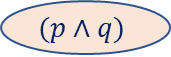 (p ∧ q)